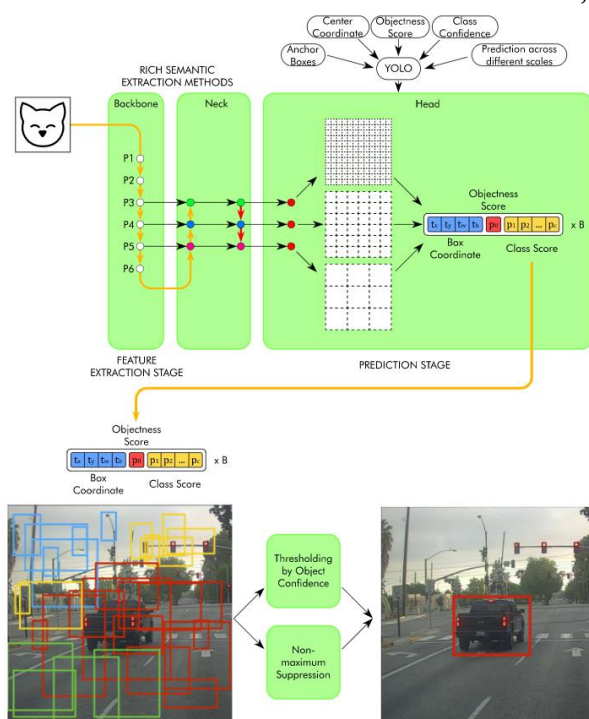 Center
Coordinate
Objectness
Score
Class
Confidence
Anchor
Boxes
YOLO
Prediction across
different scales
RICH SEMANTIC
EXTRACTION METHODS
Backbone
Neck
Head
P1
P2
P3
P4
P5
P6
Objectness
Score
tx ty tw th p0 p1 p2 ... pc x B
Box
Coordinate
Class Score
FEATURE
EXTRACTION STAGE
PREDICTION STAGE
Objectness
Score
tx ty tw th p0 p1 p2 ... pc x B
Box
Coordinate
Class Score
Thresholding
by Object
Confidence
Non-
maximum
Suppression